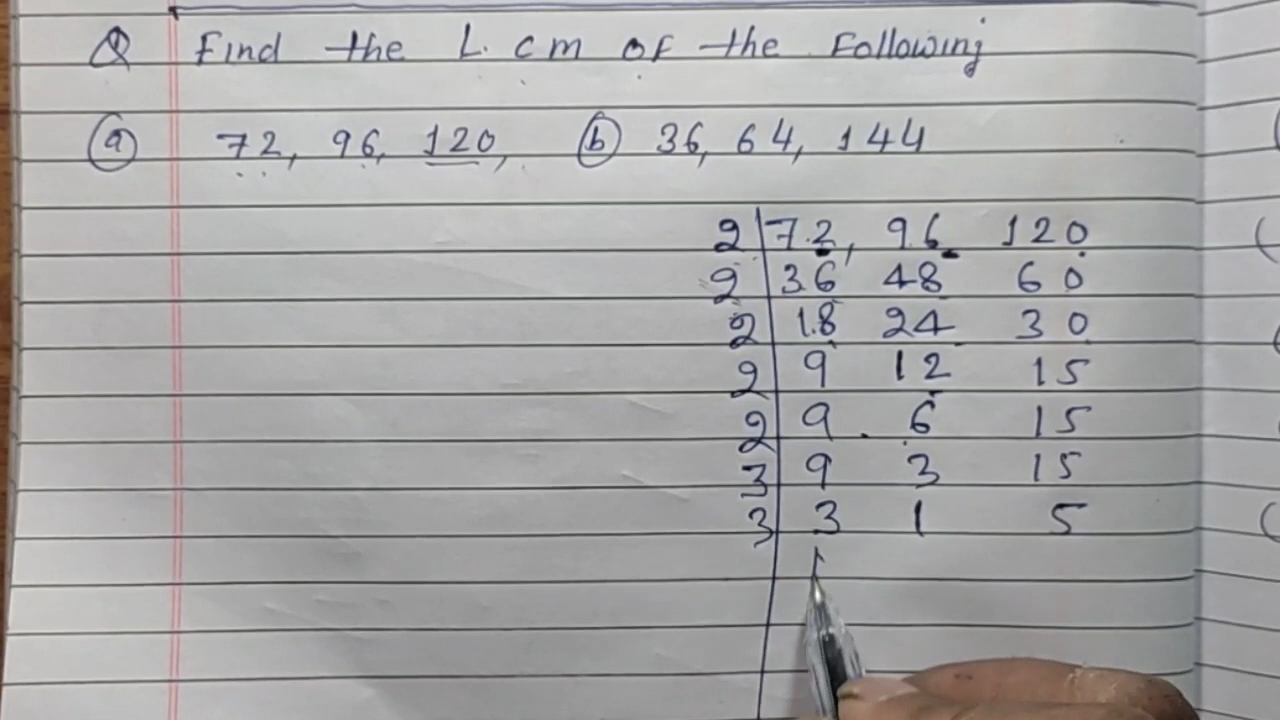 Q Find the L.cm of the Following
(a) 72, 96, 120, (b) 36, 64, 144
2 72, 96 120
2 36 48 60
2 18 24 30
2 9 12 15
2 9 6 15
3 9 3 15
3 3 1 5